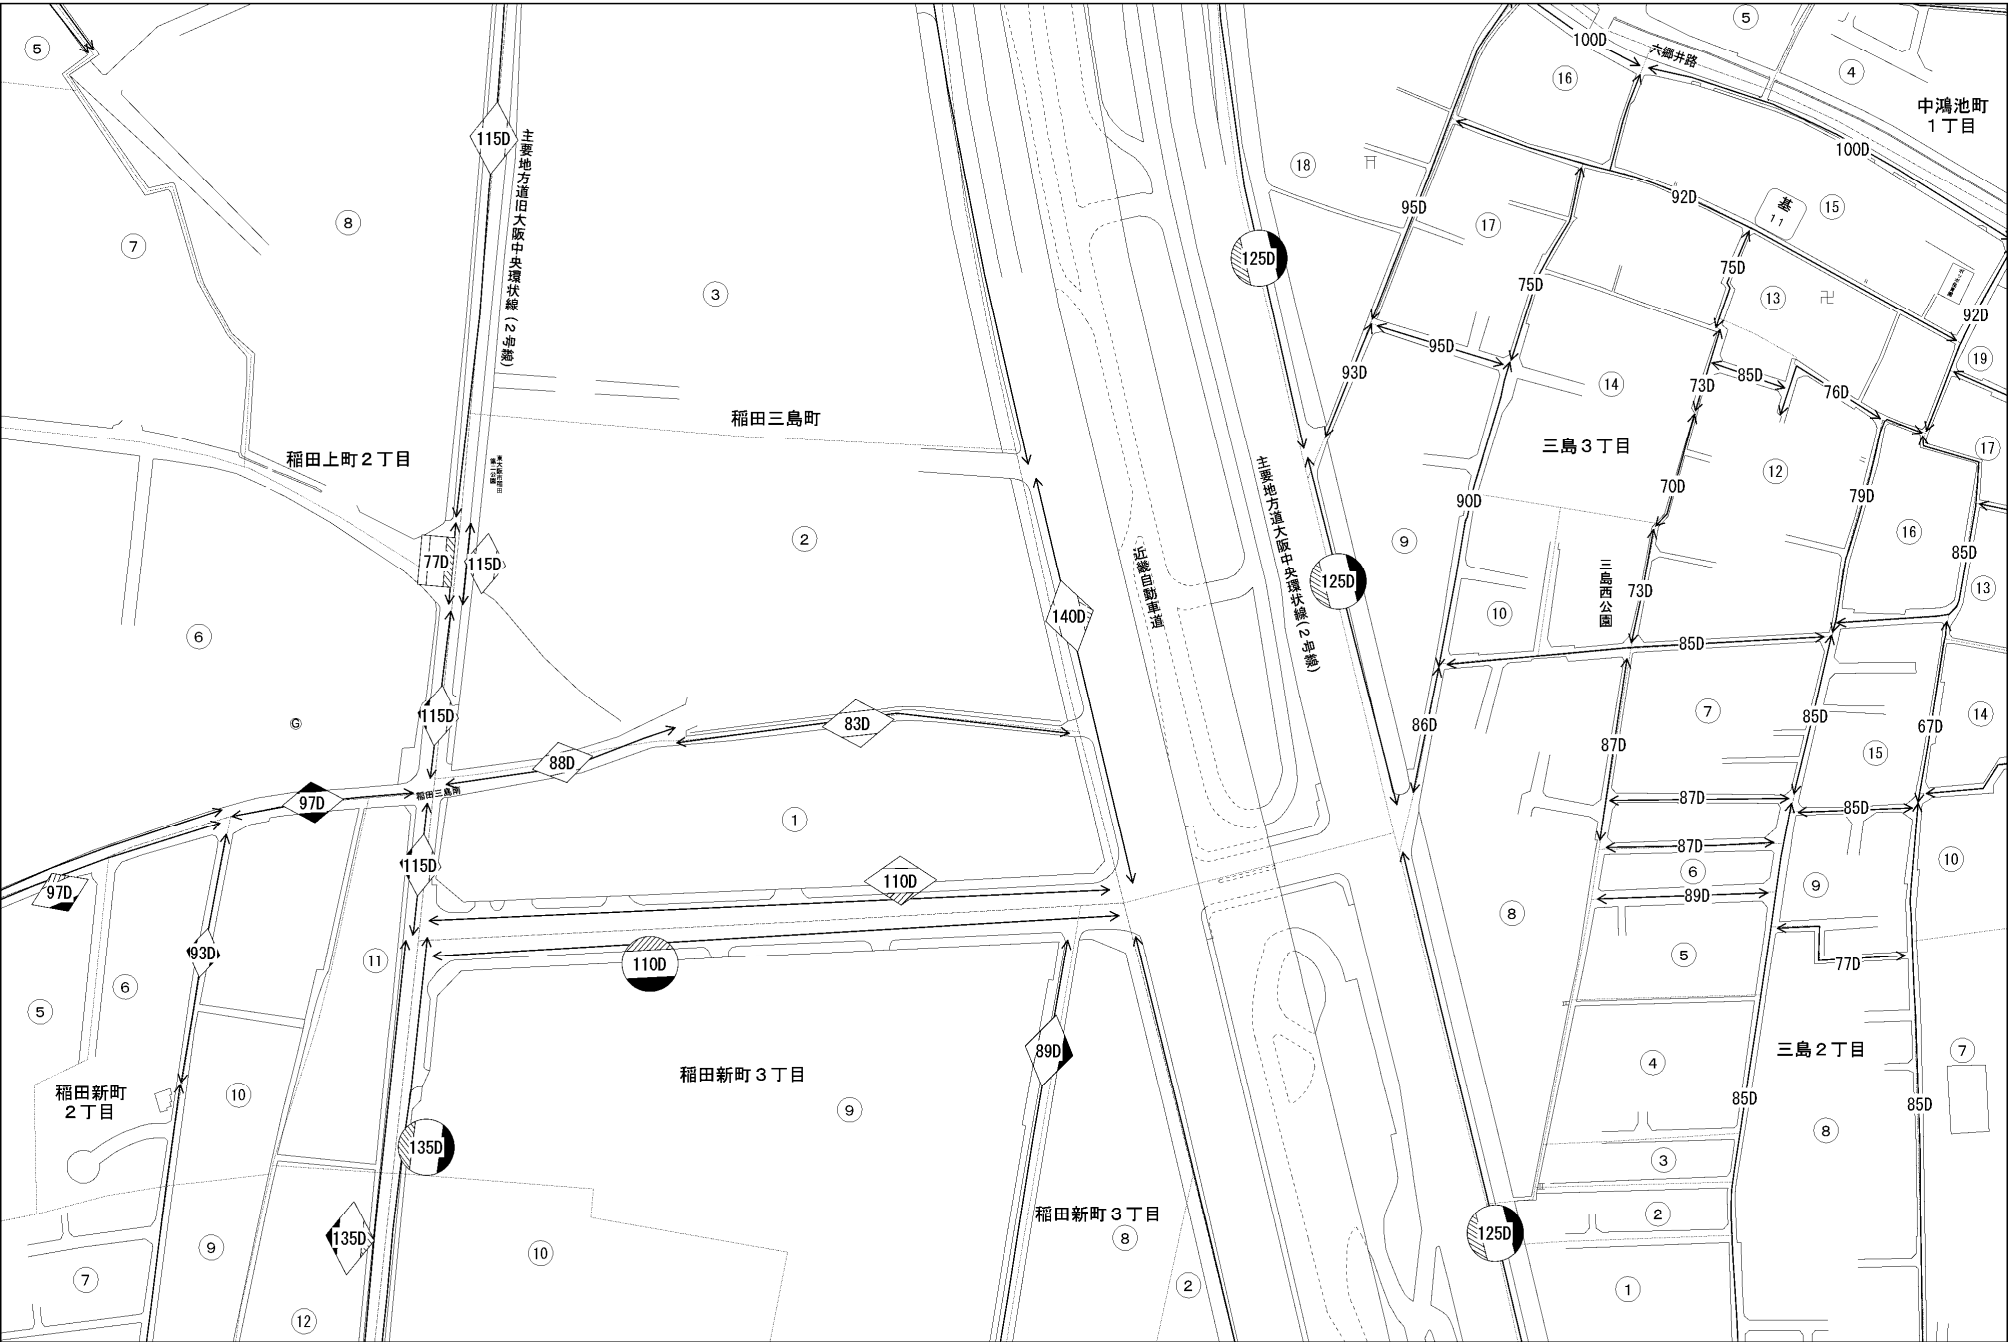 5
100D
六郷井路
5
4
16
中鴻池町
1丁目
115D
主要地方道旧大阪中央環状線(2号線)
100D
18
95D
92D
基
11
15
7
8
17
125D
75D
75D
3
13
92D
95D
19
93D
14
73D
85D
76D
稲田三島町
稲田上町2丁目
三島3丁目
17
12
主要地方道大阪中央環状線(2号線)
70D
79D
90D
16
2
9
近畿自動車道
77D
115D
125D
85D
三島西公園
73D
13
10
140D
6
85D
7
14
115D
G
83D
86D
87D
85D
67D
15
88D
97D
稲田三島南
87D
85D
1
87D
115D
97D
110D
6
9
10
89D
8
93D
11
110D
5
77D
6
5
89D
三島2丁目
7
稲田新町3丁目
4
稲田新町
2丁目
10
9
85D
85D
8
135D
3
稲田新町3丁目
8
2
135D
125D
9
10
7
2
1
12